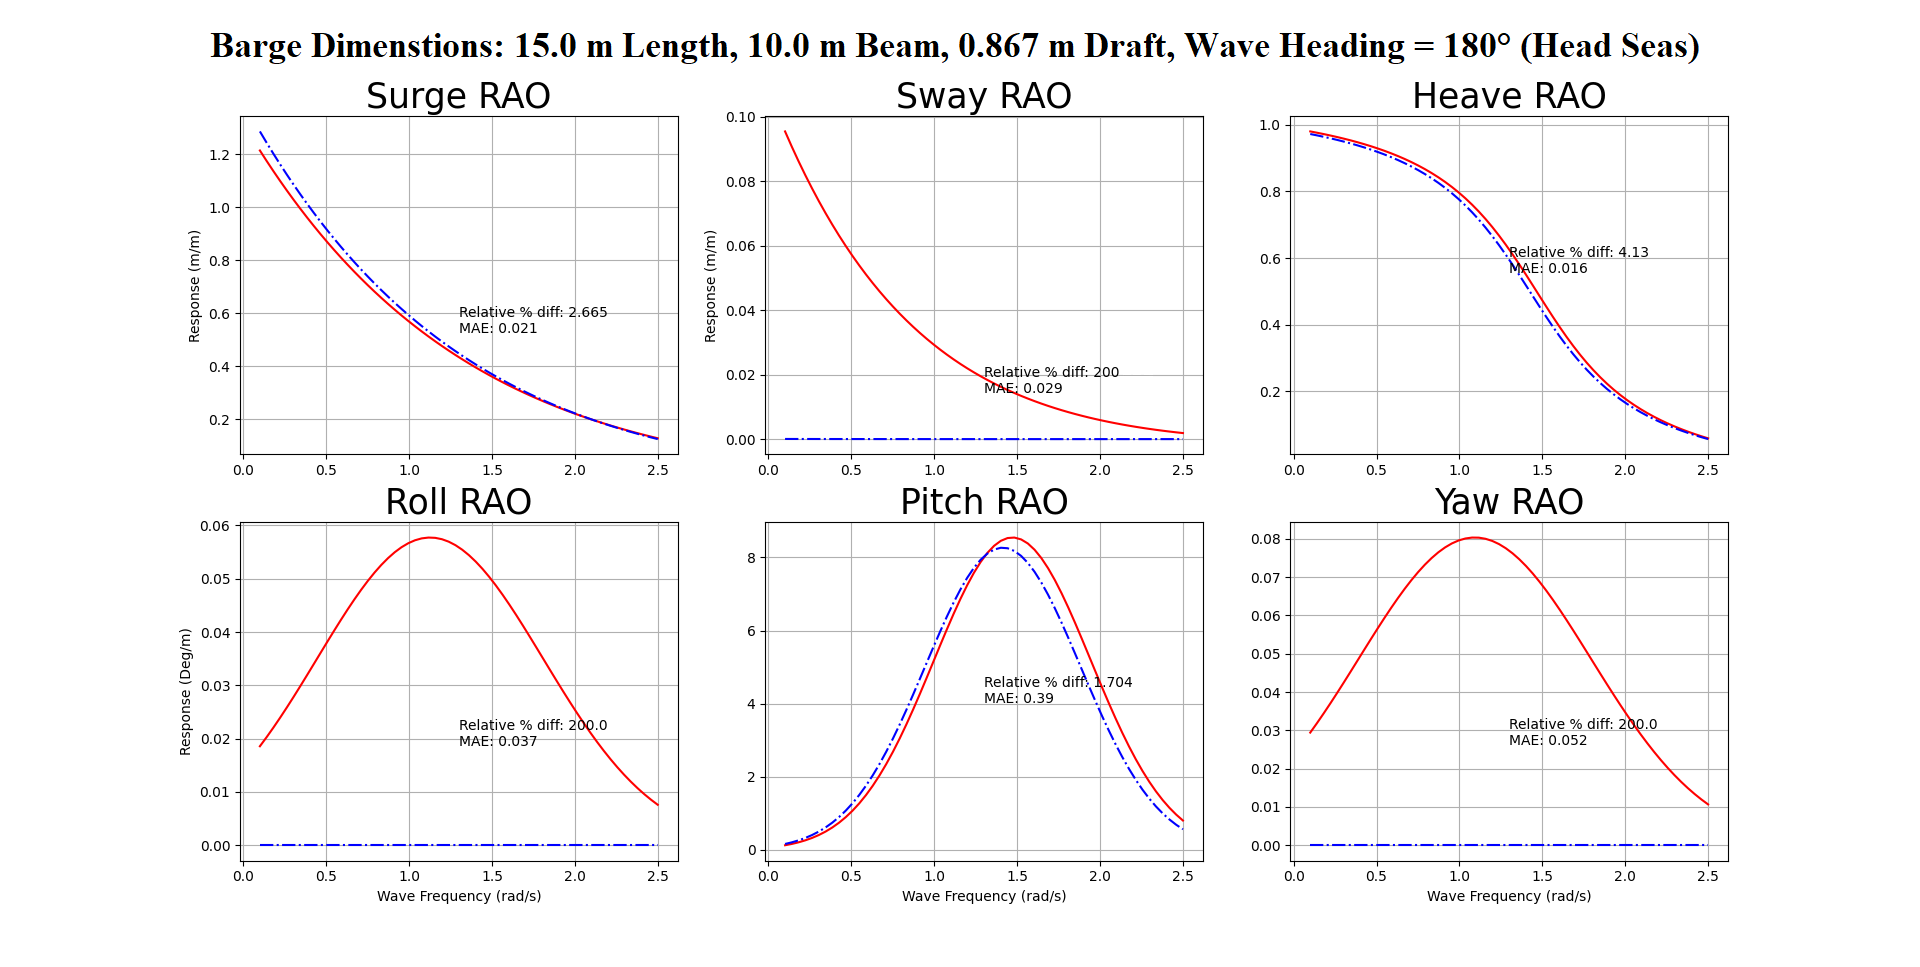 Barge Dimenstions: 15.0 m Length, 10.0 m Beam, 0.867 m Draft, Wave Heading = 180° (Head Seas)
Surge RAO
Response (m/m)
1.2
1.0
0.8
0.6
0.4
0.2
Relative % diff: 2.665
MAE: 0.021
0.0 0.5 1.0 1.5 2.0 2.5
Sway RAO
Response (m/m)
0.10
0.08
0.06
0.04
0.02
0.00
Relative % diff: 200
MAE: 0.029
0.0 0.5 1.0 1.5 2.0 2.5
Heave RAO
1.0
0.8
0.6
0.4
0.2
Relative % diff: 4.13
MAE: 0.016
0.0 0.5 1.0 1.5 2.0 2.5
Roll RAO
Response (Deg/m)
0.06
0.05
0.04
0.03
0.02
0.01
0.00
Relative % diff: 200.0
MAE: 0.037
0.0 0.5 1.0 1.5 2.0 2.5
Wave Frequency (rad/s)
Pitch RAO
8
6
4
2
0
Relative % diff: 1.704
MAE: 0.39
0.0 0.5 1.0 1.5 2.0 2.5
Wave Frequency (rad/s)
Yaw RAO
0.08
0.07
0.06
0.05
0.04
0.03
0.02
0.01
0.00
Relative % diff: 200.0
MAE: 0.052
0.0 0.5 1.0 1.5 2.0 2.5
Wave Frequency (rad/s)